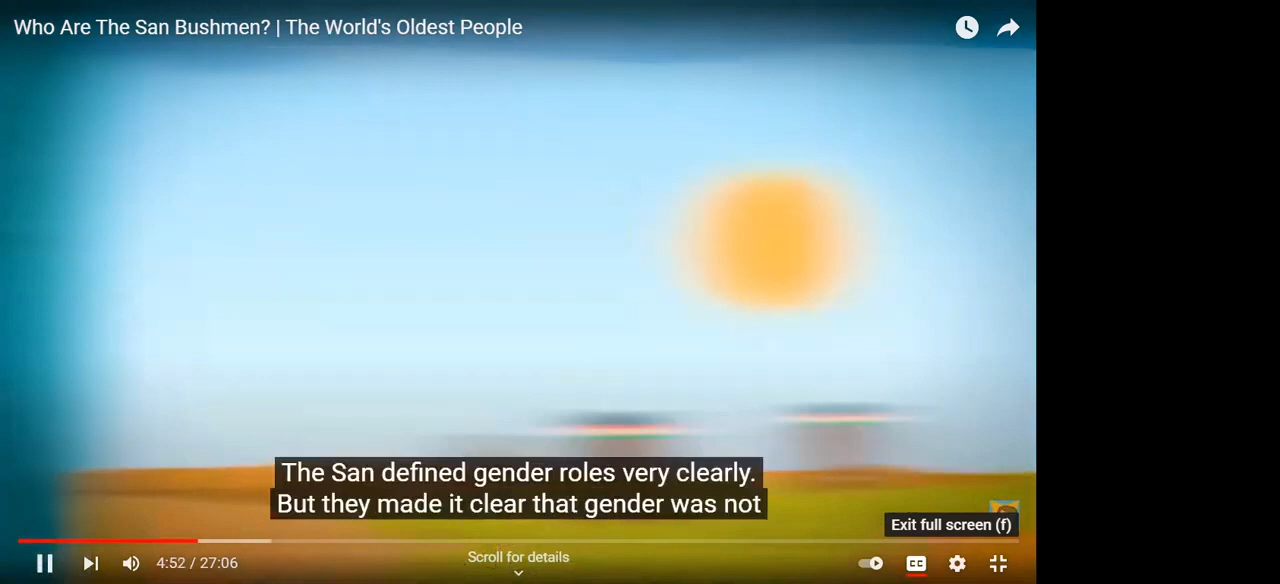 Who Are The San Bushmen? | The World's Oldest People
The San defined gender roles very clearly.
But they made it clear that gender was not
Exit full screen (f)
4:52 / 27:06
Scroll for details
CC